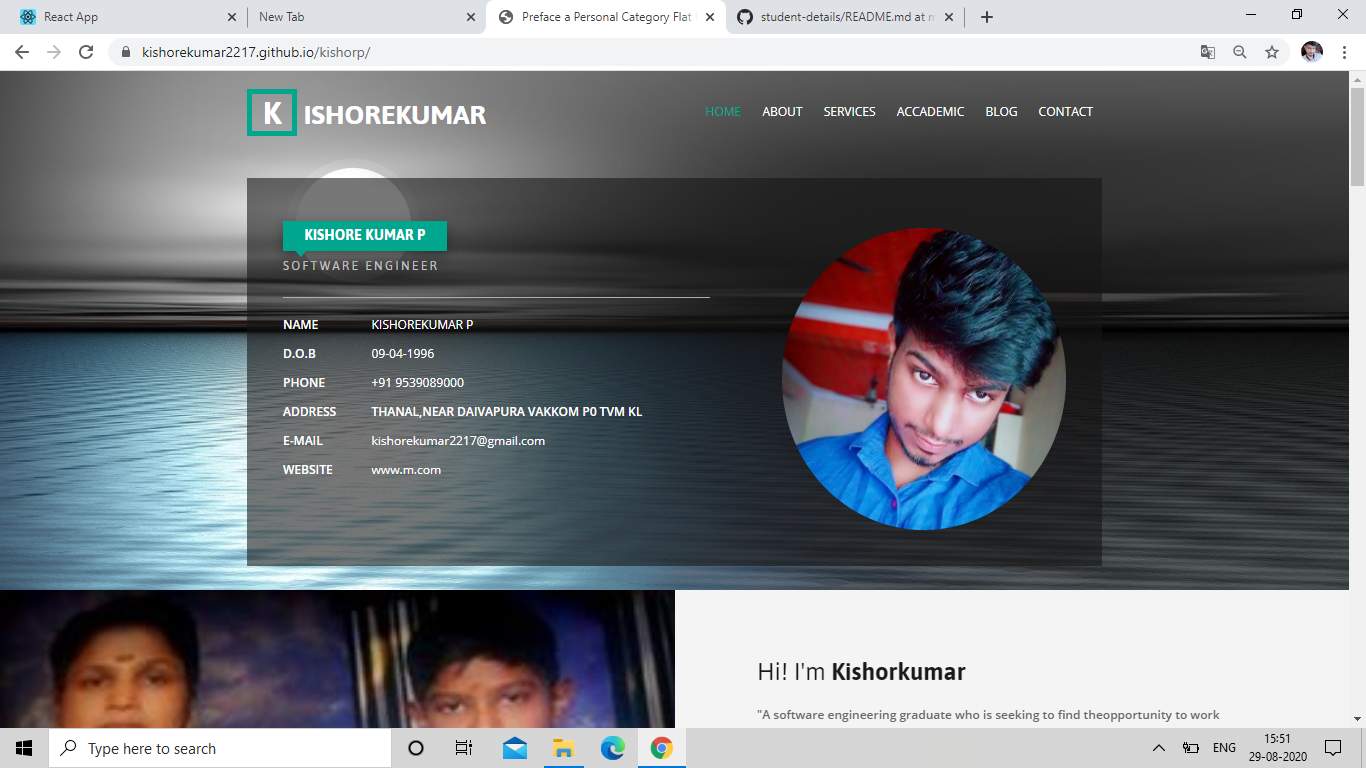 React App
New Tab
Preface a Personal Category Flat
student-details/README.md at m
kishorekumar2217.github.io/kishorp/
K ISHOREKUMAR
HOME ABOUT SERVICES ACCADEMIC BLOG CONTACT
KISHORE KUMAR P
SOFTWARE ENGINEER
NAME KISHOREKUMAR P
D.O.B 09-04-1996
PHONE +91 9539089000
ADDRESS THANAL,NEAR DAIVAPURA VAKKOM P0 TVM KL
E-MAIL kishorekumar2217@gmail.com
WEBSITE www.m.com
Hi! I'm Kishorkumar
"A software engineering graduate who is seeking to find theopportunity to work
Type here to search
ENG
15:51
29-08-2020